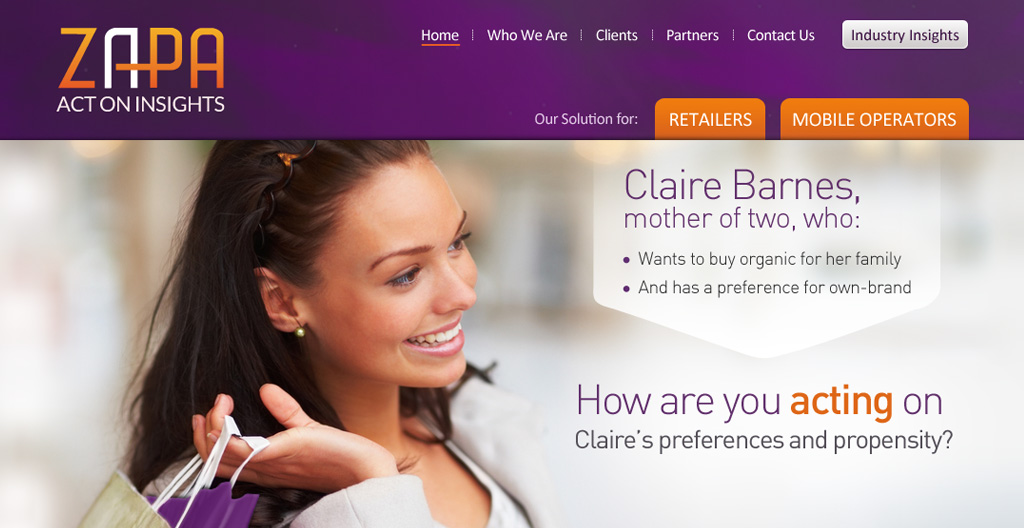 ZAPA
ACT ON INSIGHTS
Home Who We Are Clients Partners Contact Us Industry Insights
Our Solution for: RETAILERS MOBILE OPERATORS
Claire Barnes,
mother of two, who:
• Wants to buy organic for her family
• And has a preference for own-brand
How are you acting on
Claire's preferences and propensity?